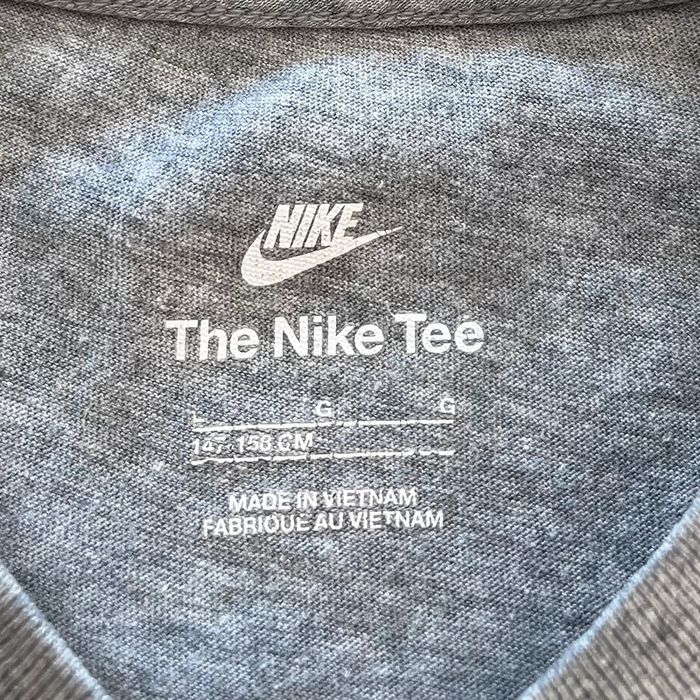 NIKE
The Nike Tee
L G G
147-158 CM
MADE IN VIETNAM
FABRIQUE AU VIETNAM